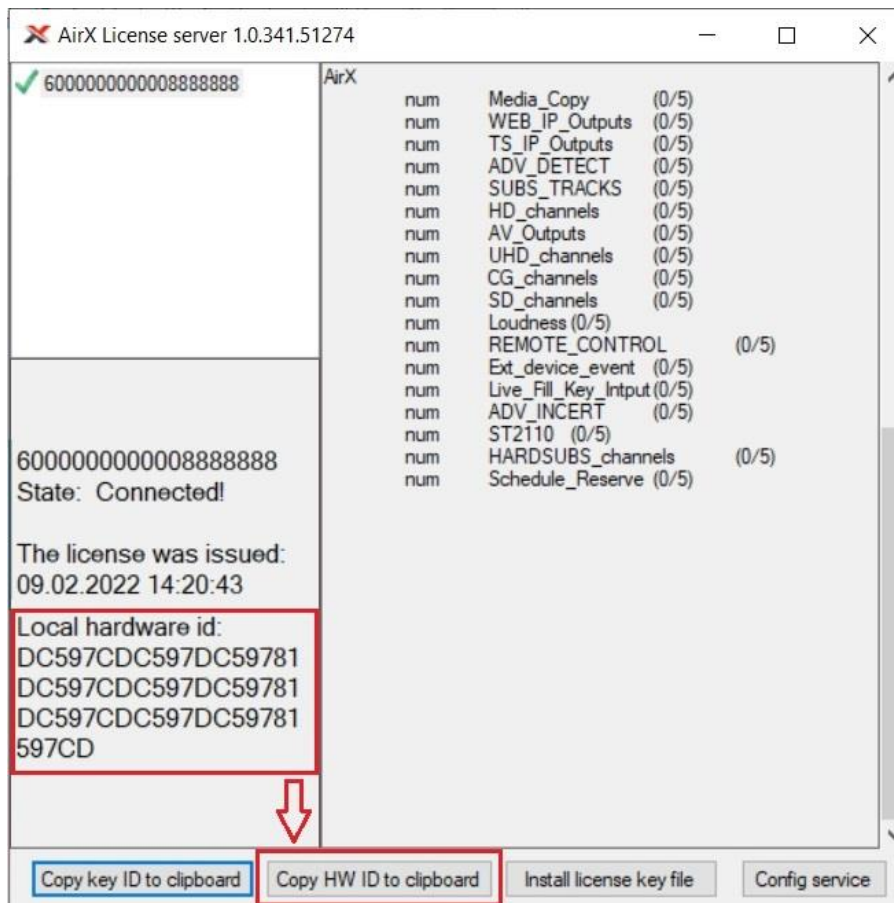 AirX License server 1.0.341.51274
6000000000008888888
AirX
num Media_Copy (0/5)
num WEB_IP_Outputs (0/5)
num TS_IP_Outputs (0/5)
num ADV_DETECT (0/5)
num SUBS_TRACKS (0/5)
num HD_channels (0/5)
num AV_Outputs (0/5)
num UHD_channels (0/5)
num CG_channels (0/5)
num SD_channels (0/5)
num Loudness (0/5)
num REMOTE_CONTROL (0/5)
num Ext_device_event (0/5)
num Live_Fill_Key_Intput (0/5)
num ADV_INCERT (0/5)
num ST2110 (0/5)
num HARDSUBS_channels (0/5)
num Schedule_Reserve (0/5)
6000000000008888888
State: Connected!
The license was issued:
09.02.2022 14:20:43
Local hardware id:
DC597CDC597DC59781
DC597CDC597DC59781
DC597CDC597DC59781
597CD
Copy key ID to clipboard
Copy HW ID to clipboard
Install license key file
Config service